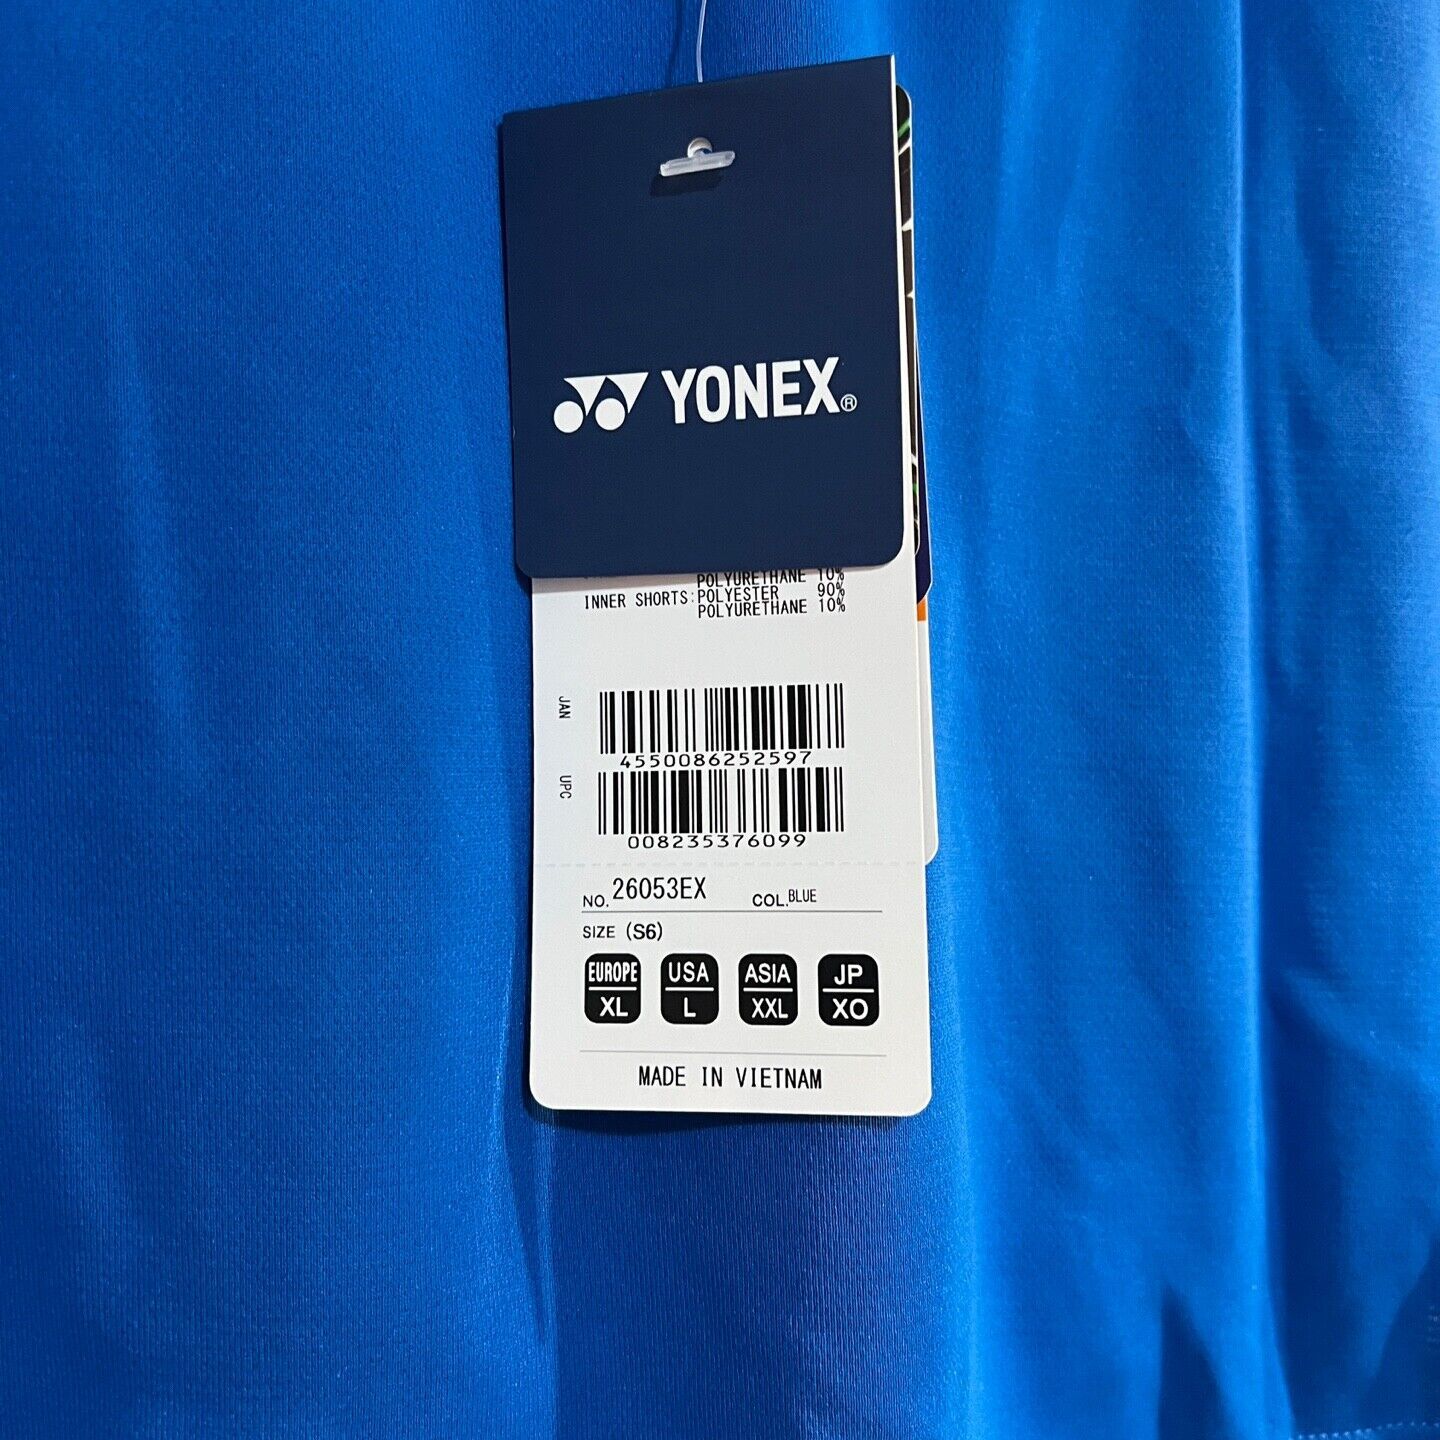 YONEX®
POLYURETHANE 10%
INNER SHORTS:POLYESTER 90%
POLYURETHANE 10%
JAN
4550086252597
UPC
008235376099
NO. 26053EX COL. BLUE
SIZE (S6)
EUROPE USA ASIA JP
XL L XXL XO
MADE IN VIETNAM